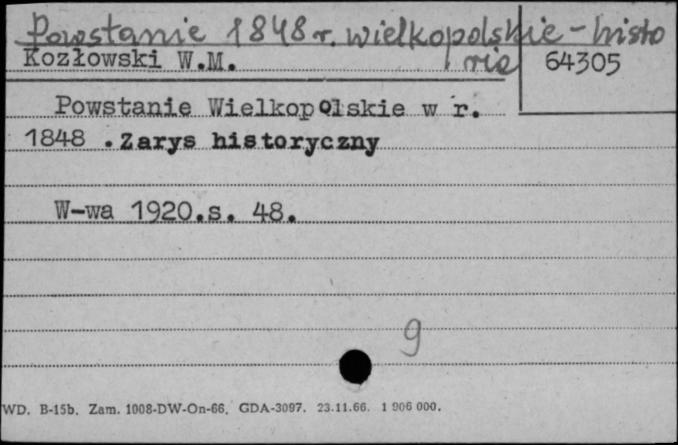 Powstanie 1848 r. wielkopolskie - histo
ria
Kozłowski W.M.
64305
Powstanie Wielkopolskie w r.
1848 . Zarys historyczny
W-wa 1920.s. 48.
9
WD. B-15b. Zam. 1008-DW-On-66. GDA-3097. 23.11.66. 1 906 000.